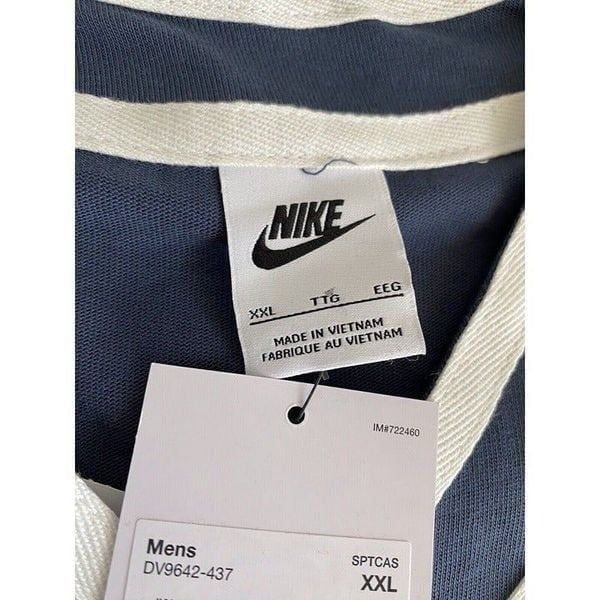 NIKE
XXL TTG EEG
MADE IN VIETNAM
FABRIQUE AU VIETNAM
IM#722460
Mens SPTCAS
DV9642-437 XXL